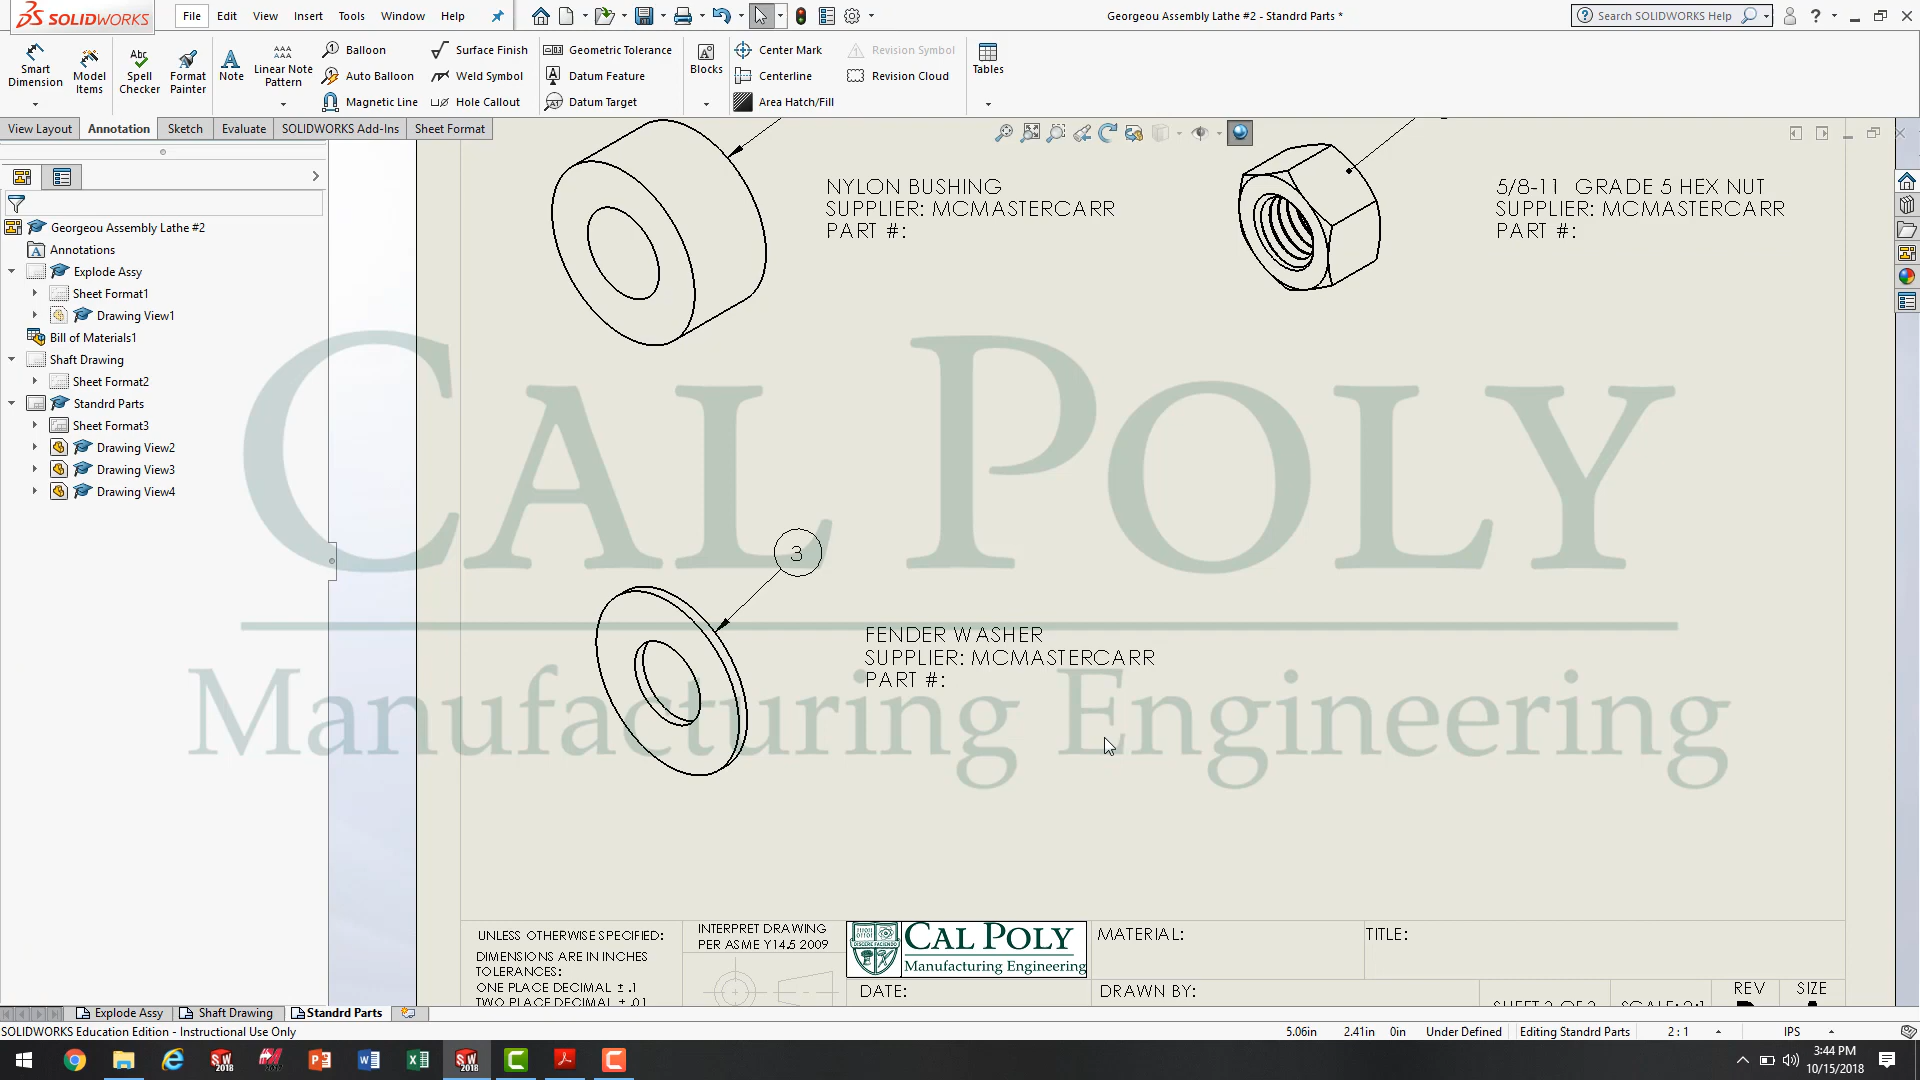 SOLIDWORKS File Edit View Insert Tools Window Help Georgeou Assembly Lathe #2 - Standrd Parts * Search SOLIDWORKS Help
Smart Dimension
Model Items
Spell Checker
Format Painter
Note
Linear Note Pattern
Balloon
Auto Balloon
Magnetic Line
Surface Finish
Weld Symbol
Hole Callout
Geometric Tolerance
Datum Feature
Datum Target
Blocks
Center Mark
Centerline
Area Hatch/Fill
Revision Symbol
Revision Cloud
Tables
View Layout Annotation Sketch Evaluate SOLIDWORKS Add-Ins Sheet Format
Georgeou Assembly Lathe #2
Annotations
Explode Assy
Sheet Format1
Drawing View1
Bill of Materials1
Shaft Drawing
Sheet Format2
Standrd Parts
Sheet Format3
Drawing View2
Drawing View3
Drawing View4
NYLON BUSHING
SUPPLIER: MCMASTERCARR
PART #:
5/8-11 GRADE 5 HEX NUT
SUPPLIER: MCMASTERCARR
PART #:
CAL POLY
Manufacturing Engineering
3
FENDER WASHER
SUPPLIER: MCMASTERCARR
PART #:
UNLESS OTHERWISE SPECIFIED:
DIMENSIONS ARE IN INCHES
TOLERANCES:
ONE PLACE DECIMAL ± .1
TWO PLACE DECIMAL ± .01
INTERPRET DRAWING
PER ASME Y14.5 2009
CAL POLY
Manufacturing Engineering
MATERIAL:
TITLE:
DATE:
DRAWN BY:
REV
SIZE
Explode Assy Shaft Drawing Standrd Parts
SOLIDWORKS Education Edition - Instructional Use Only 5.06in 2.41in 0in Under Defined Editing Standrd Parts 2 : 1 IPS
3:44 PM
10/15/2018